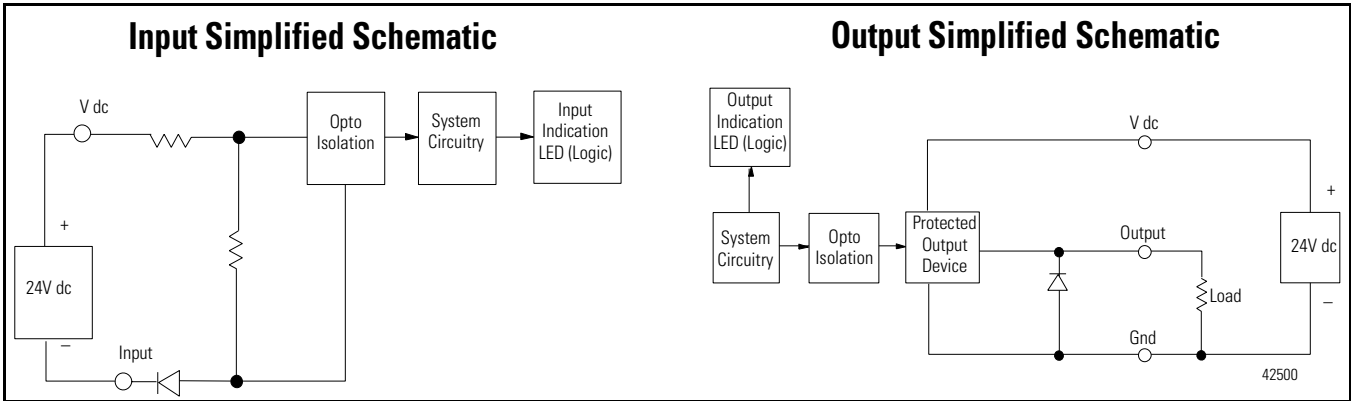 Input Simplified Schematic
V dc
+
24V dc
–
Input
Opto
Isolation
System
Circuitry
Input
Indication
LED (Logic)
Output Simplified Schematic
Output
Indication
LED (Logic)
System
Circuitry
Opto
Isolation
Protected
Output
Device
V dc
Output
Load
Gnd
+
24V dc
–
42500